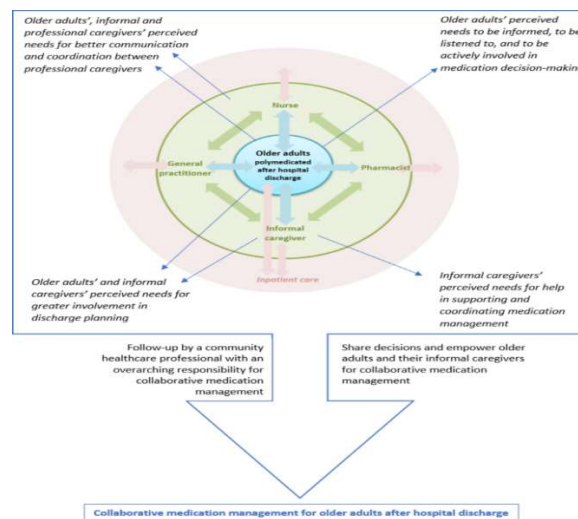 Older adults', informal and
professional caregivers' perceived
needs for better communication
and coordination between
professional caregivers
Older adults' perceived
needs to be informed, to be
listened to, and to be
actively involved in
medication decision-makin
Nurse
Older adults
polymedicated
after hospital
discharge
General
practitioner
Pharmacist
Informal
caregiver
Inpatient care
Older adults' and informal
caregivers' perceived needs for
greater involvement in
discharge planning
Informal caregivers'
perceived needs for help
in supporting and
coordinating medication
management
Follow-up by a community
healthcare professional with an
overarching responsibility for
collaborative medication
management
Share decisions and empower older
adults and their informal caregivers
for collaborative medication
management
Collaborative medication management for older adults after hospital discharge